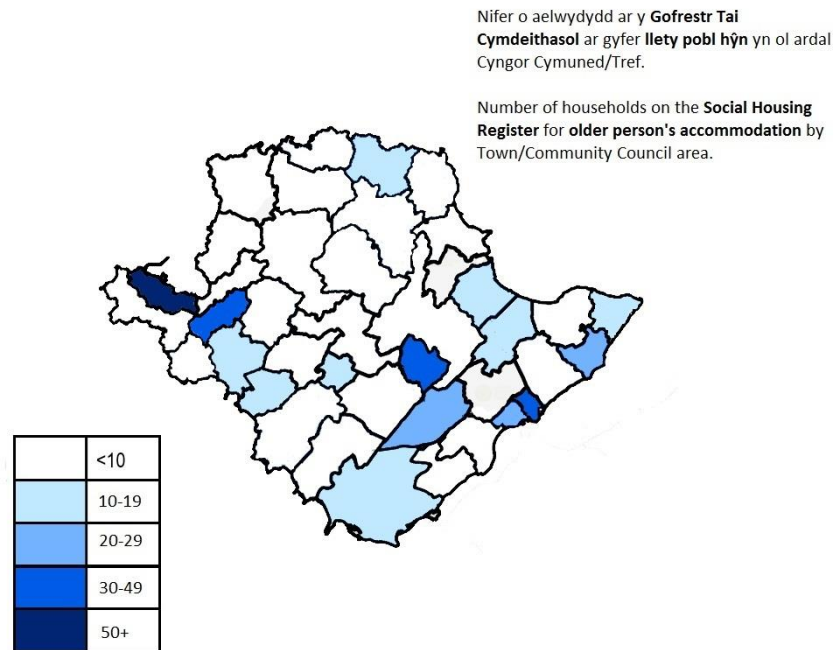 Nifer o aelwydydd ar y Gofrestr Tai
Cymdeithasol ar gyfer llety pobl hŷn yn ol ardal
Cyngor Cymuned/Tref.
Number of households on the Social Housing
Register for older person's accommodation by
Town/Community Council area.
<10
10-19
20-29
30-49
50+